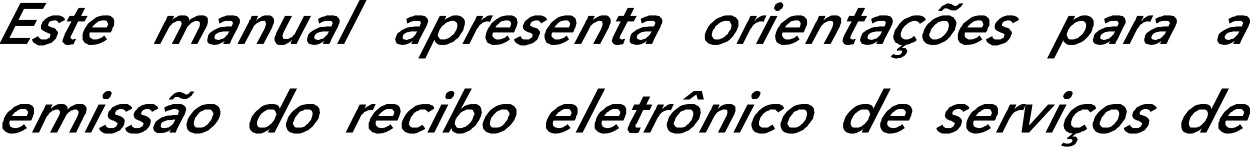 Este manual apresenta orientações para a
emissão do recibo eletrônico de serviços de